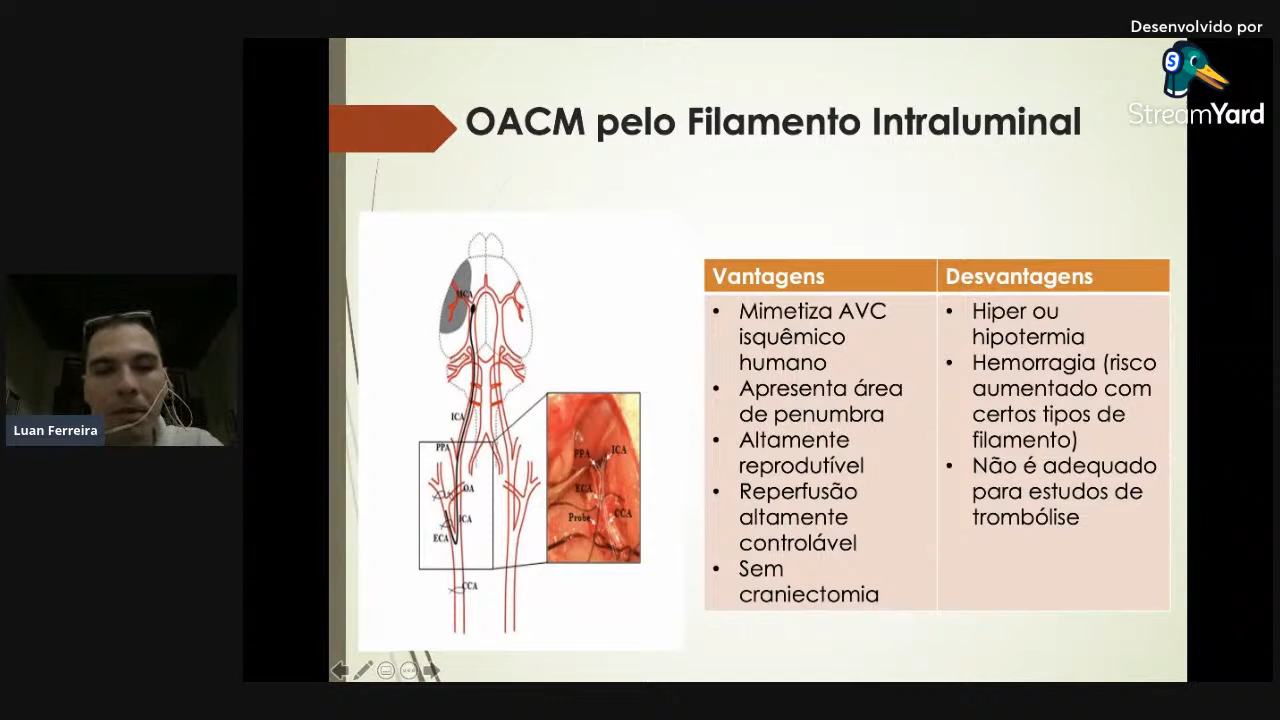 Desenvolvido por
S
StreamYard
OACM pelo Filamento Intraluminal
MCA
ICA
PPA
OA
ICA
ECA
CCA
PPA
ICA
ECA
CCA
Probe
Vantagens
• Mimetiza AVC
isquêmico
humano
• Apresenta área
de penumbra
• Altamente
reprodutível
• Reperfusão
altamente
controlável
• Sem
craniectomia
Desvantagens
• Hiper ou
hipotermia
• Hemorragia (risco
aumentado com
certos tipos de
filamento)
• Não é adequado
para estudos de
trombólise
Luan Ferreira